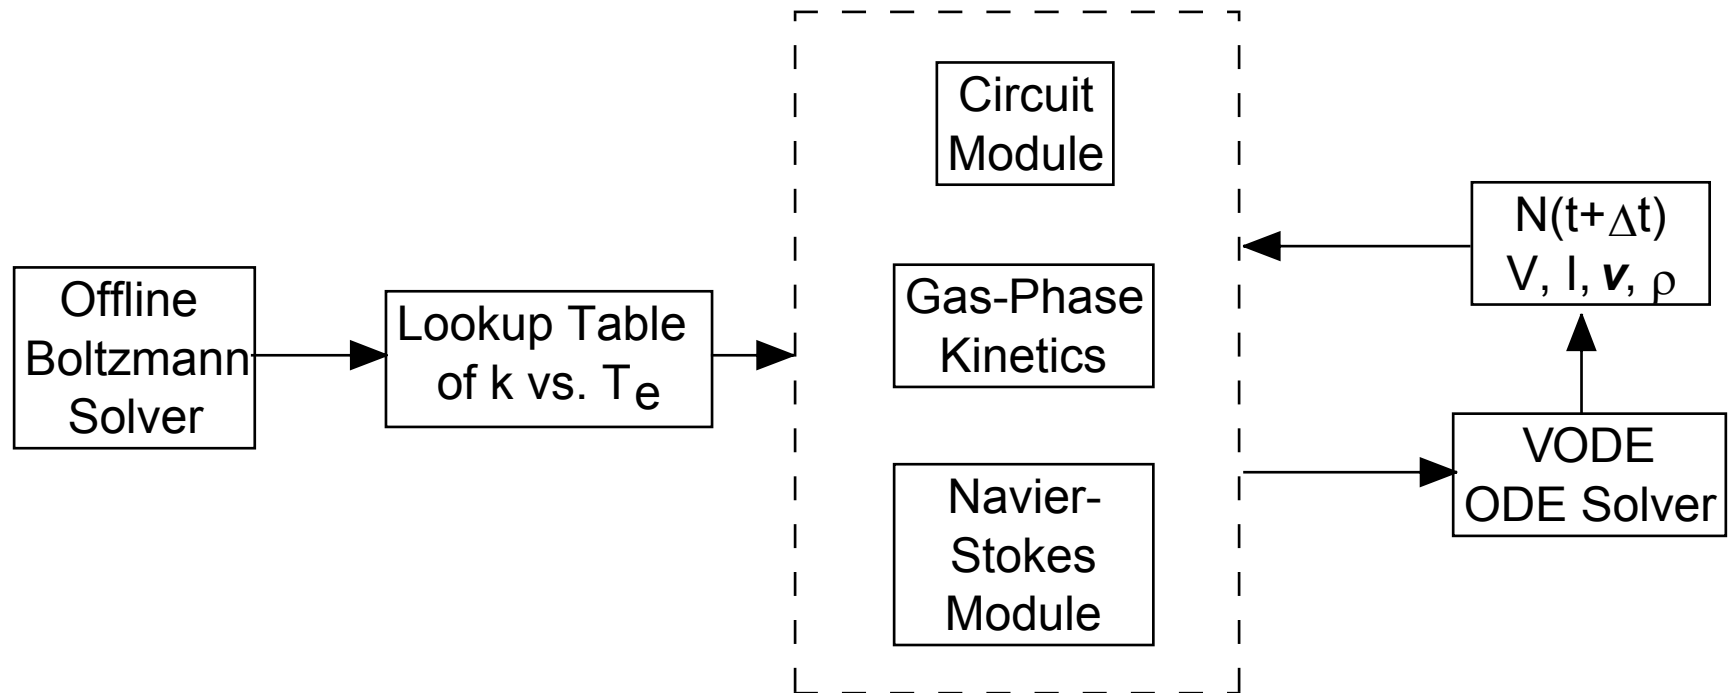 Offline
Boltzmann
Solver
Lookup Table
of k vs. Te
Circuit
Module
Gas-Phase
Kinetics
Navier-
Stokes
Module
N(t+Δt)
V, I, v, ρ
VODE
ODE Solver